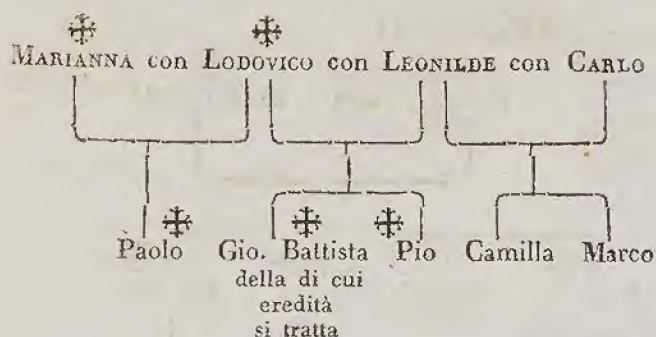 MARIANNA con LODOVICO con LEONILDE con CARLO
Paolo Gio. Battista Pio Camilla Marco
della di cui
eredità
si tratta